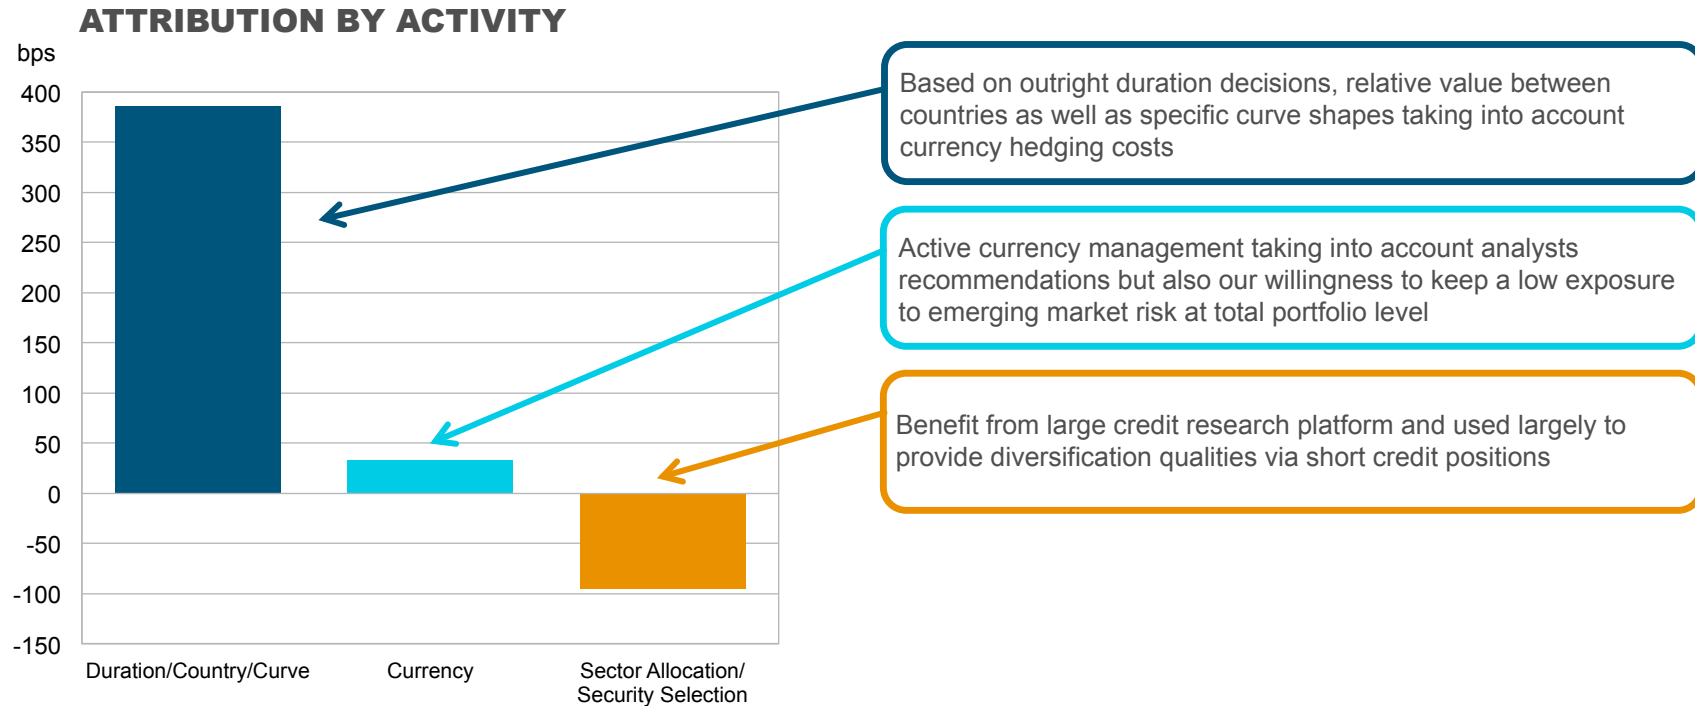 ATTRIBUTION BY ACTIVITY
bps
400
350
300
250
200
150
100
50
0
-50
-100
-150
Duration/Country/Curve
Currency
Sector Allocation/
Security Selection
Based on outright duration decisions, relative value between
countries as well as specific curve shapes taking into account
currency hedging costs
Active currency management taking into account analysts
recommendations but also our willingness to keep a low exposure
to emerging market risk at total portfolio level
Benefit from large credit research platform and used largely to
provide diversification qualities via short credit positions